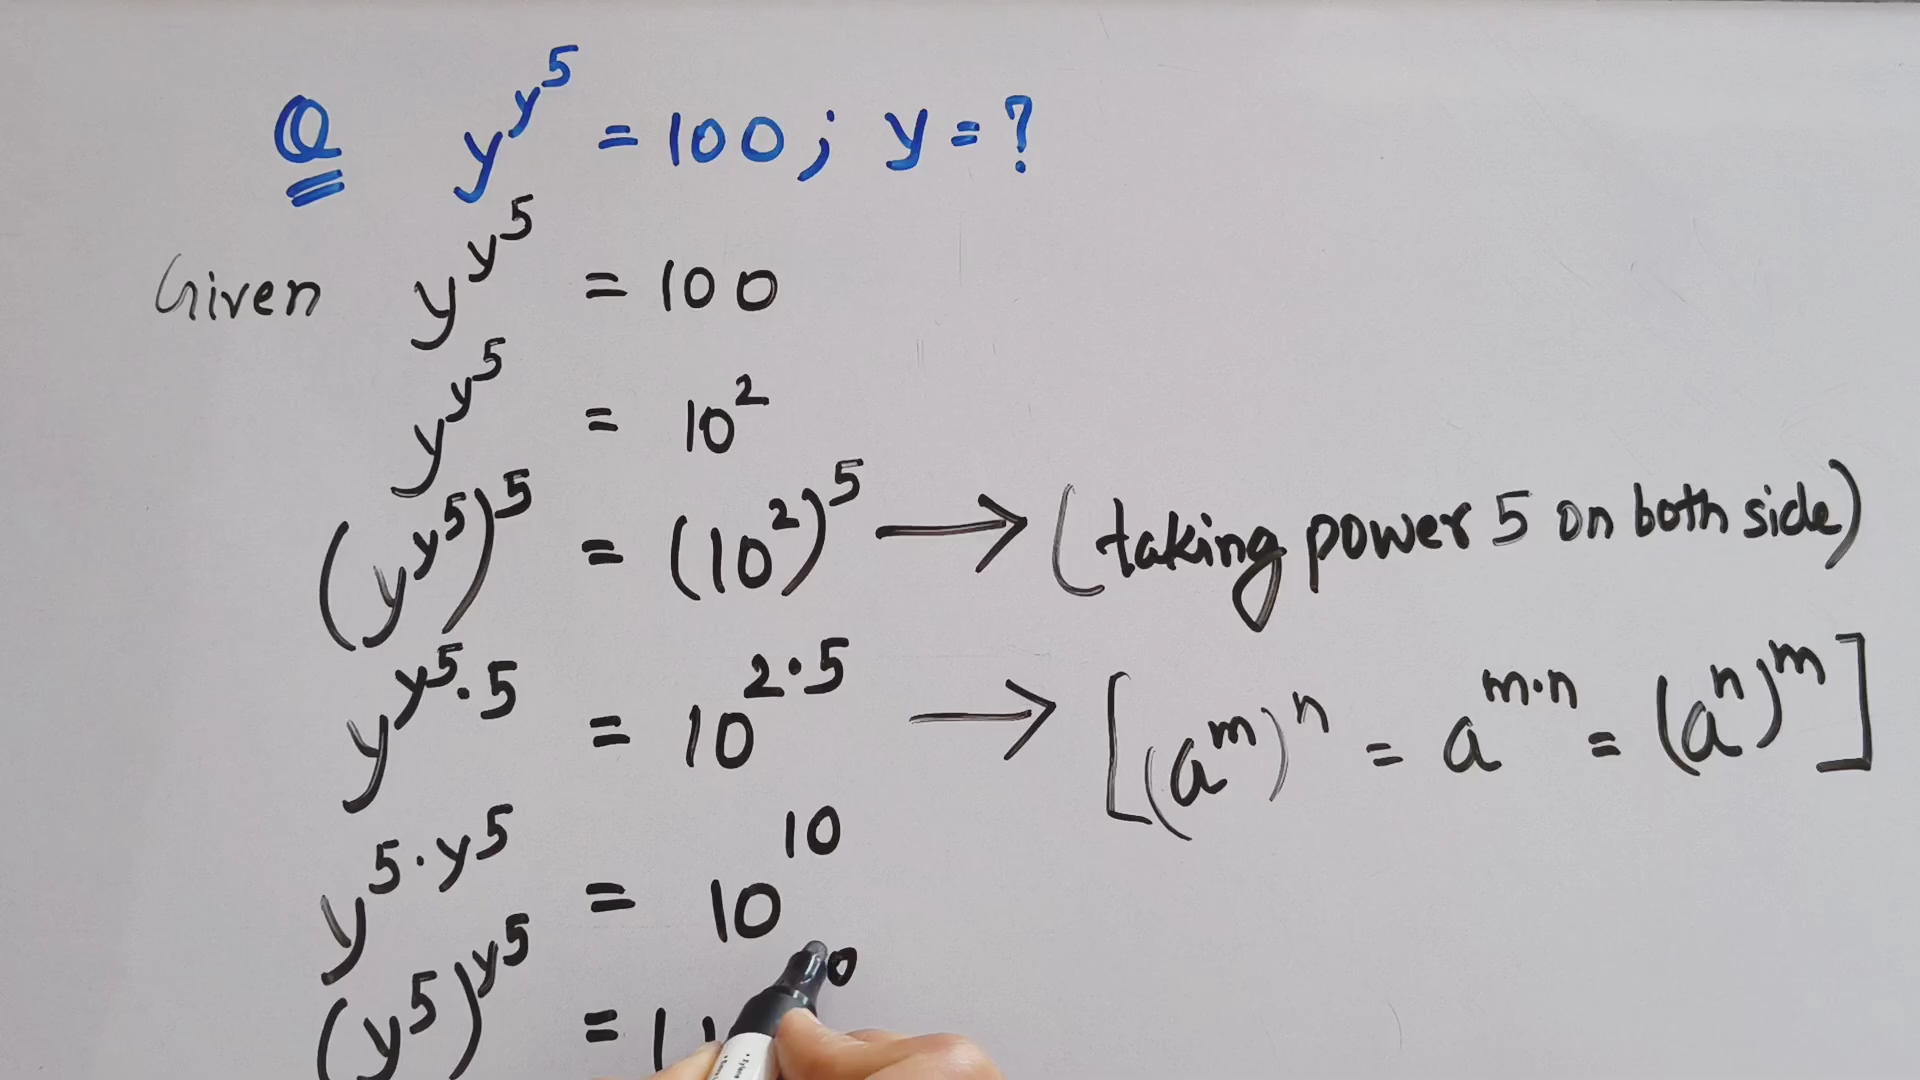 Q y^y^5 = 100; y = ?
Given y^y^5 = 100
y^y^5 = 10^2
(y^y^5)^5 = (10^2)^5 → (taking power 5 on both side)
y^y^5·5 = 10^2·5 → [(a^m)^n = a^m·n = (a^n)^m]
y^5·y^5 = 10^10
(y^5)^y^5 = (1